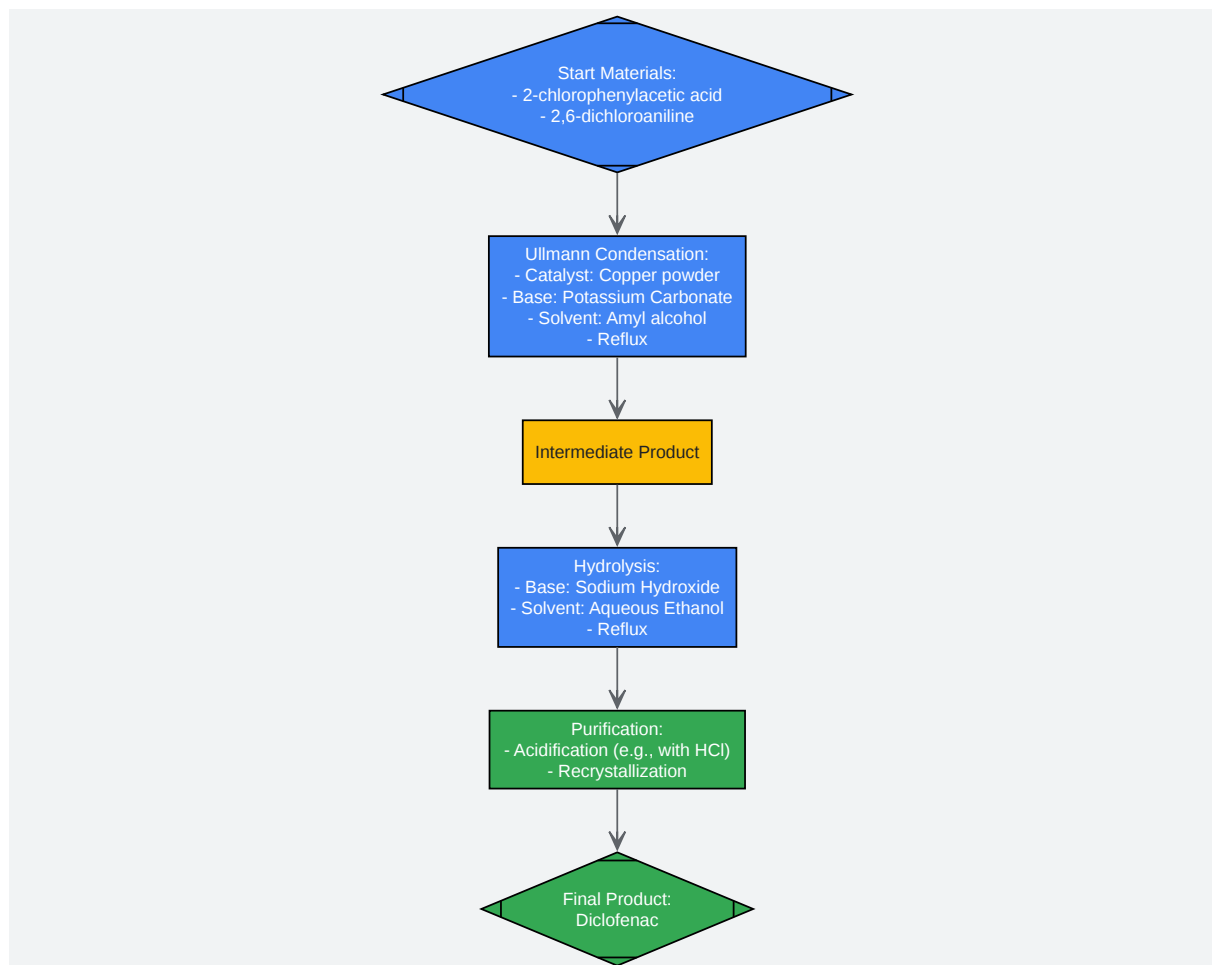 Start Materials:
- 2-chlorophenylacetic acid
- 2,6-dichloroaniline
Ullmann Condensation:
- Catalyst: Copper powder
- Base: Potassium Carbonate
- Solvent: Amyl alcohol
- Reflux
Intermediate Product
Hydrolysis:
- Base: Sodium Hydroxide
- Solvent: Aqueous Ethanol
- Reflux
Purification:
- Acidification (e.g., with HCl)
- Recrystallization
Final Product:
Diclofenac